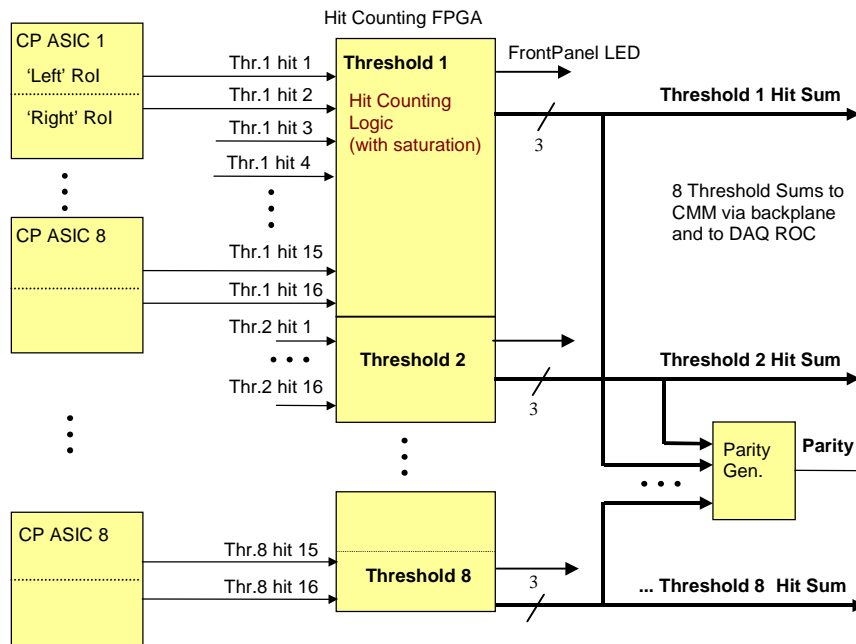 Hit Counting FPGA
CP ASIC 1
'Left' RoI
'Right' RoI
Thr.1 hit 1
Thr.1 hit 2
Thr.1 hit 3
Thr.1 hit 4
Threshold 1
Hit Counting
Logic
(with saturation)
FrontPanel LED
Threshold 1 Hit Sum
3
8 Threshold Sums to
CMM via backplane
and to DAQ ROC
CP ASIC 8
Thr.1 hit 15
Thr.1 hit 16
Thr.2 hit 1
Thr.2 hit 16
Threshold 2
Threshold 2 Hit Sum
3
Parity
Gen.
Parity
CP ASIC 8
Thr.8 hit 15
Thr.8 hit 16
Threshold 8
3
... Threshold 8 Hit Sum